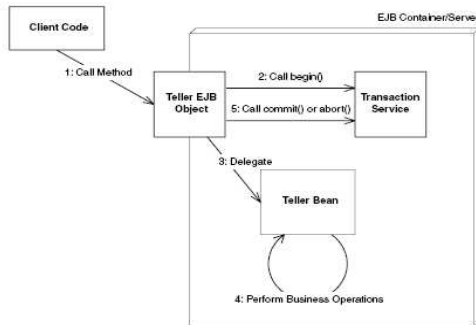 EJB Container/Server
Client Code
1: Call Method
Teller EJB
Object
2: Call begin()
5: Call commit() or abort()
Transaction
Service
3: Delegate
Teller Bean
4: Perform Business Operations